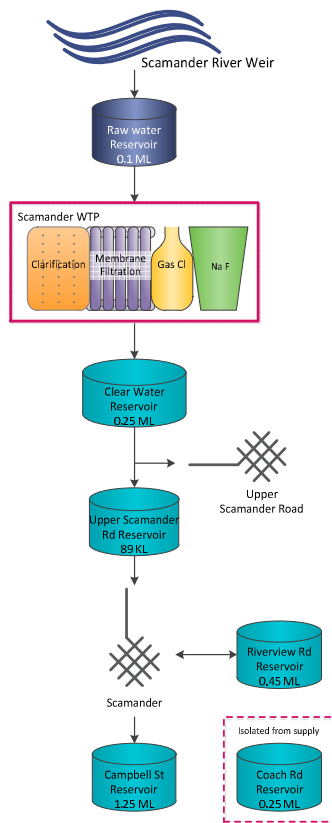 Scamander River Weir
Raw water
Reservoir
0.1 ML
Scamander WTP
Clarification
Membrane
Filtration
Gas Cl
Na F
Clear Water
Reservoir
0.25 ML
Upper
Scamander Road
Upper Scamander
Rd Reservoir
89 KL
Riverview Rd
Reservoir
0.45 ML
Scamander
Isolated from supply
Campbell St
Reservoir
1.25 ML
Coach Rd
Reservoir
0.25 ML